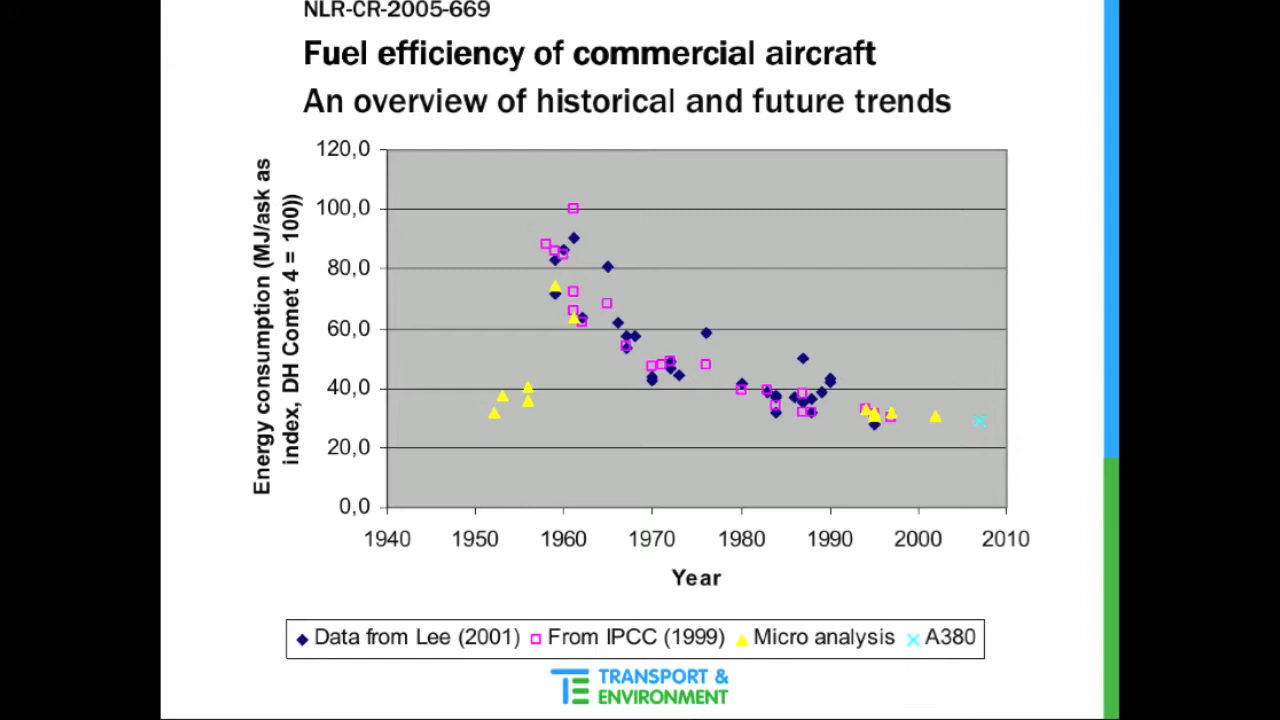 NLR-CR-2005-669
Fuel efficiency of commercial aircraft
An overview of historical and future trends
Energy consumption (MJ/ask as
index, DH Comet 4 = 100))
120,0
100,0
80,0
60,0
40,0
20,0
0,0
1940 1950 1960 1970 1980 1990 2000 2010
Year
Data from Lee (2001) From IPCC (1999) Micro analysis A380
TRANSPORT &
ENVIRONMENT